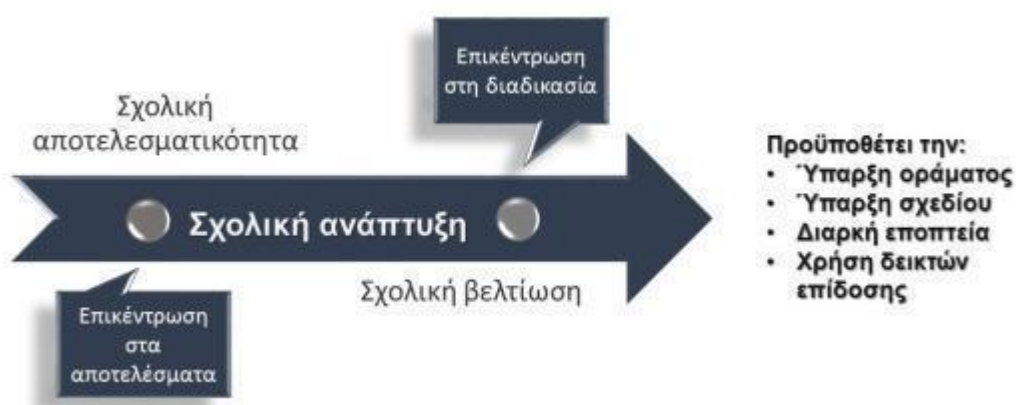 Επικέντρωση
στη διαδικασία
Σχολική
αποτελεσματικότητα
Προϋποθέτει την:
• Ύπαρξη οράματος
• Ύπαρξη σχεδίου
• Διαρκή εποπτεία
• Χρήση δεικτών
επίδοσης
Σχολική ανάπτυξη
Σχολική βελτίωση
Επικέντρωση
στα
αποτελέσματα